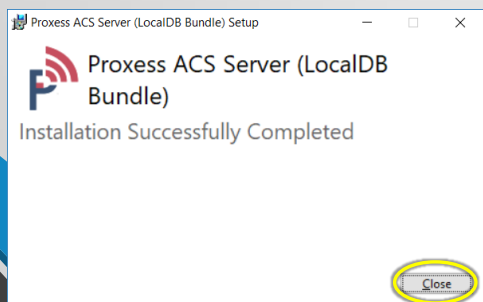 Proxess ACS Server (LocalDB Bundle) Setup
Proxess ACS Server (LocalDB
Bundle)
Installation Successfully Completed
Close